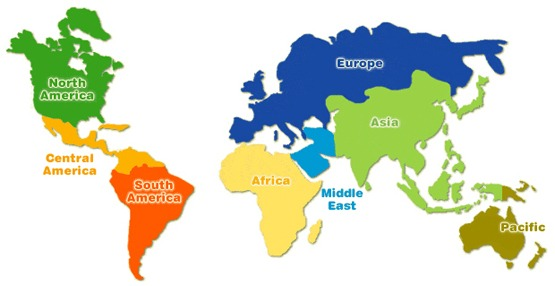 North
America
Central
America
South
America
Europe
Asia
Africa
Middle
East
Pacific